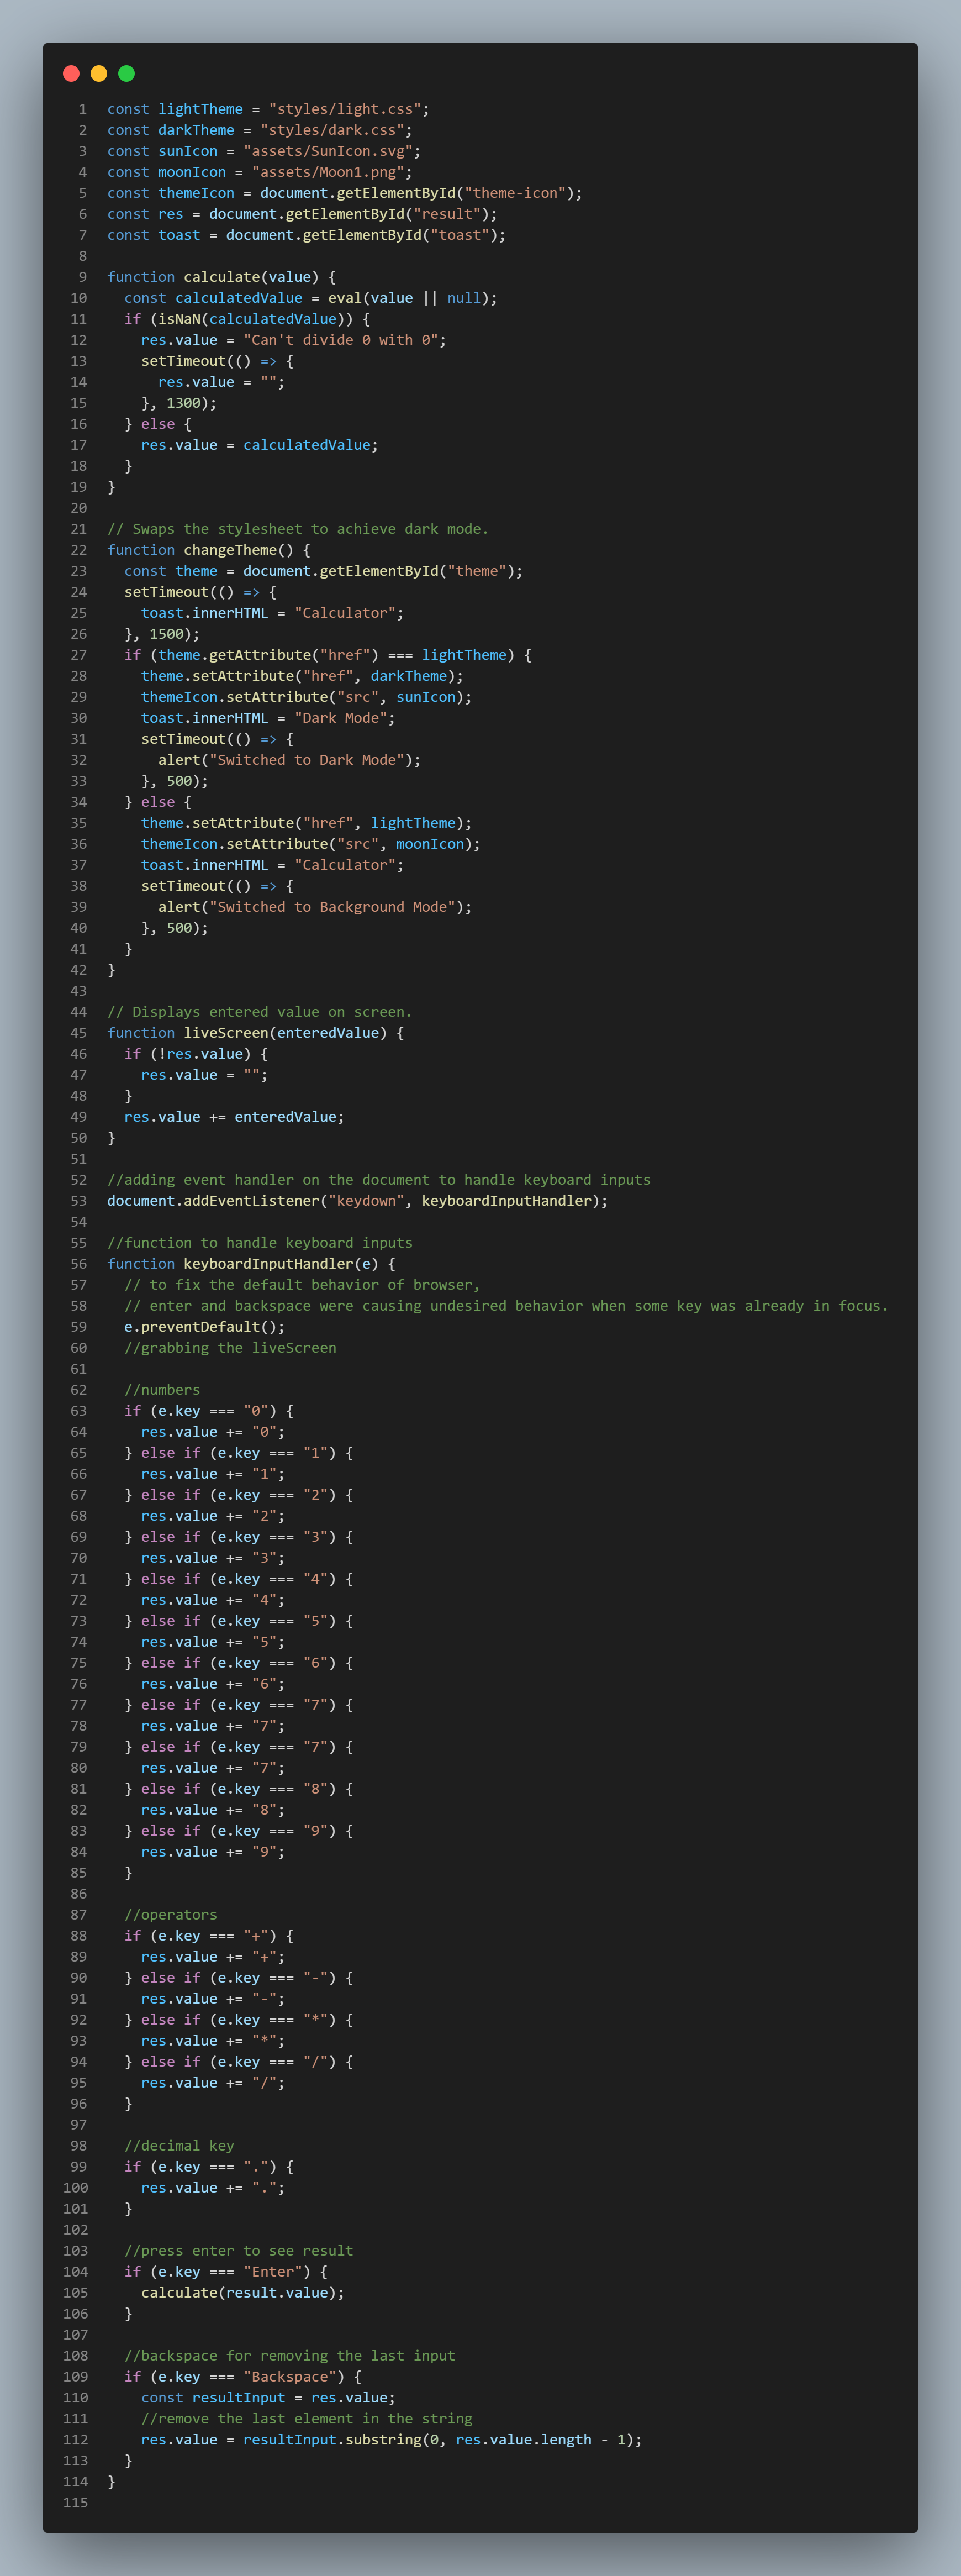 1 const lightTheme = "styles/light.css";
2 const darkTheme = "styles/dark.css";
3 const sunIcon = "assets/SunIcon.svg";
4 const moonIcon = "assets/Moon1.png";
5 const themeIcon = document.getElementById("theme-icon");
6 const res = document.getElementById("result");
7 const toast = document.getElementById("toast");
8
9 function calculate(value) {
10   const calculatedValue = eval(value || null);
11   if (isNaN(calculatedValue)) {
12     res.value = "Can't divide 0 with 0";
13     setTimeout(() => {
14       res.value = "";
15     }, 1300);
16   } else {
17     res.value = calculatedValue;
18   }
19 }
20
21 // Swaps the stylesheet to achieve dark mode.
22 function changeTheme() {
23   const theme = document.getElementById("theme");
24   setTimeout(() => {
25     toast.innerHTML = "Calculator";
26   }, 1500);
27   if (theme.getAttribute("href") === lightTheme) {
28     theme.setAttribute("href", darkTheme);
29     themeIcon.setAttribute("src", sunIcon);
30     toast.innerHTML = "Dark Mode";
31     setTimeout(() => {
32       alert("Switched to Dark Mode");
33     }, 500);
34   } else {
35     theme.setAttribute("href", lightTheme);
36     themeIcon.setAttribute("src", moonIcon);
37     toast.innerHTML = "Calculator";
38     setTimeout(() => {
39       alert("Switched to Background Mode");
40     }, 500);
41   }
42 }
43
44 // Displays entered value on screen.
45 function liveScreen(enteredValue) {
46   if (!res.value) {
47     res.value = "";
48   }
49   res.value += enteredValue;
50 }
51
52 //adding event handler on the document to handle keyboard inputs
53 document.addEventListener("keydown", keyboardInputHandler);
54
55 //function to handle keyboard inputs
56 function keyboardInputHandler(e) {
57   // to fix the default behavior of browser,
58   // enter and backspace were causing undesired behavior when some key was already in focus.
59   e.preventDefault();
60   //grabbing the liveScreen
61
62   //numbers
63   if (e.key === "0") {
64     res.value += "0";
65   } else if (e.key === "1") {
66     res.value += "1";
67   } else if (e.key === "2") {
68     res.value += "2";
69   } else if (e.key === "3") {
70     res.value += "3";
71   } else if (e.key === "4") {
72     res.value += "4";
73   } else if (e.key === "5") {
74     res.value += "5";
75   } else if (e.key === "6") {
76     res.value += "6";
77   } else if (e.key === "7") {
78     res.value += "7";
79   } else if (e.key === "7") {
80     res.value += "7";
81   } else if (e.key === "8") {
82     res.value += "8";
83   } else if (e.key === "9") {
84     res.value += "9";
85   }
86
87   //operators
88   if (e.key === "+") {
89     res.value += "+";
90   } else if (e.key === "-") {
91     res.value += "-";
92   } else if (e.key === "*") {
93     res.value += "*";
94   } else if (e.key === "/") {
95     res.value += "/";
96   }
97
98   //decimal key
99   if (e.key === ".") {
100     res.value += ".";
101   }
102
103   //press enter to see result
104   if (e.key === "Enter") {
105     calculate(result.value);
106   }
107
108   //backspace for removing the last input
109   if (e.key === "Backspace") {
110     const resultInput = res.value;
111     //remove the last element in the string
112     res.value = resultInput.substring(0, res.value.length - 1);
113   }
114 }
115